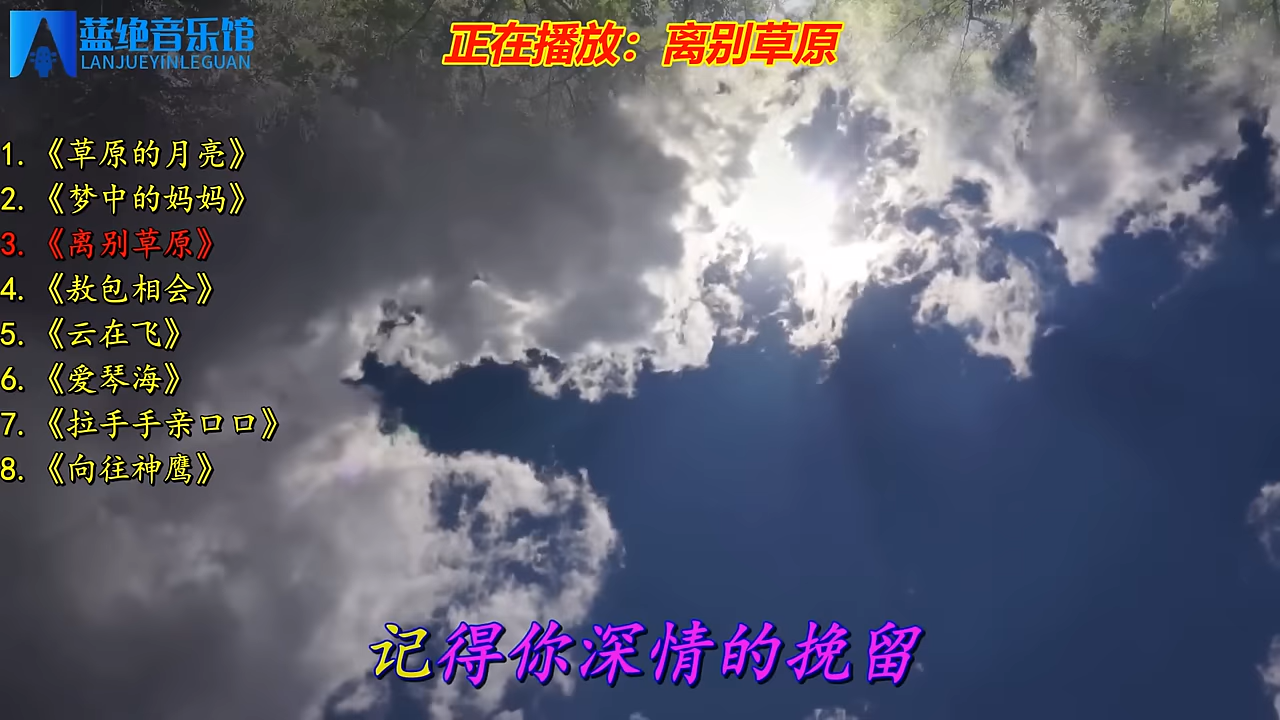 蓝绝音乐馆
LANJUEYINLEGUAN
正在播放：离别草原
1.《草原的月亮》
2.《梦中的妈妈》
3.《离别草原》
4.《敖包相会》
5.《云在飞》
6.《爱琴海》
7.《拉手手亲口口》
8.《向往神鹰》
记得你深情的挽留